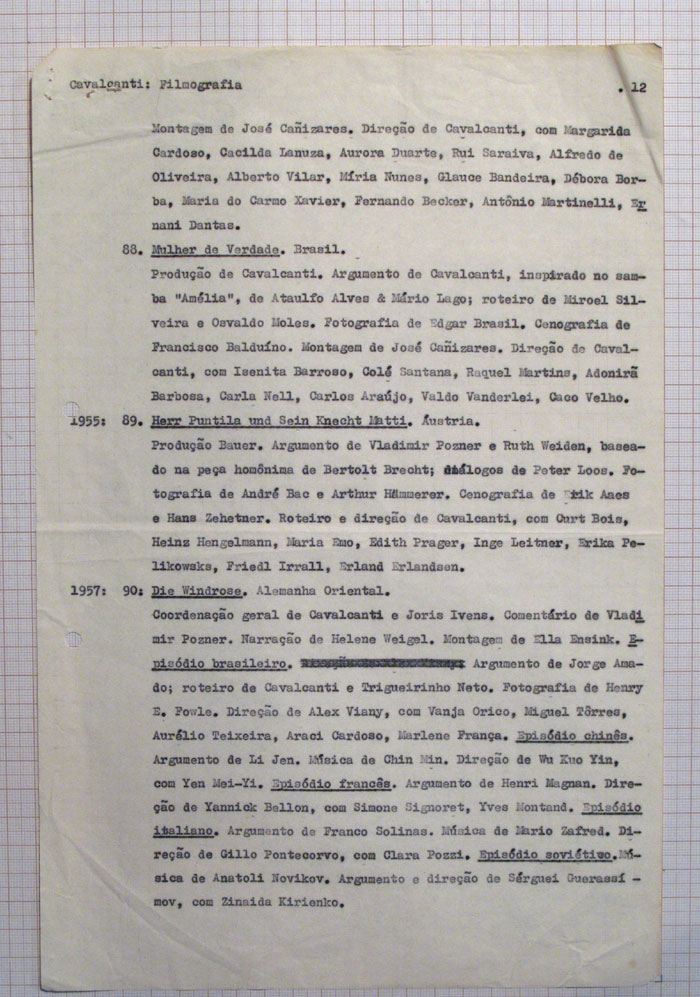 Cavalcanti: Filmografia .12
Montagem de José Cañizares. Direção de Cavalcanti, com Margarida
Cardoso, Cacilda Lanuza, Aurora Duarte, Rui Saraiva, Alfredo de
Oliveira, Alberto Vilar, Míria Nunes, Glauce Bandeira, Débora Bor-
ba, Maria do Carmo Xavier, Fernando Becker, Antônio Martinelli, Er
nani Dantas.
88. Mulher de Verdade. Brasil.
Produção de Cavalcanti. Argumento de Cavalcanti, inspirado no sam-
ba "Amélia", de Ataulfo Alves & Mário Lago; roteiro de Miroel Sil-
veira e Osvaldo Moles. Fotografia de Edgar Brasil. Cenografia de
Francisco Balduíno. Montagem de José Cañizares. Direção de Caval-
canti, com Isenita Barroso, Colé Santana, Raquel Martins, Adonirã
Barbosa, Carla Nell, Carlos Araújo, Valdo Vanderlei, Caco Velho.
1955: 89. Herr Puntila und Sein Knecht Matti. Áustria.
Produção Bauer. Argumento de Vladimir Pozner e Ruth Weiden, basea-
do na peça homônima de Bertolt Brecht; diálogos de Peter Loos. Fo-
tografia de André Bac e Arthur Hämmerer. Cenografia de Erik Aaes
e Hans Zehetner. Roteiro e direção de Cavalcanti, com Curt Bois,
Heinz Hengelmann, Maria Emo, Edith Prager, Inge Leitner, Erika Pe-
likowska, Friedl Irrall, Erland Erlandsen.
1957: 90: Die Windrose. Alemanha Oriental.
Coordenação geral de Cavalcanti e Joris Ivens. Comentário de Vladi
mir Pozner. Narração de Helene Weigel. Montagem de Ella Ensink. E-
pisódio brasileiro. Argumento de Jorge Ama-
do; roteiro de Cavalcanti e Trigueirinho Neto. Fotografia de Henry
E. Fowle. Direção de Alex Viany, com Vanja Orico, Miguel Tôrres,
Aurélio Teixeira, Araci Cardoso, Marlene França. Episódio chinês.
Argumento de Li Jen. Música de Chin Min. Direção de Wu Kuo Yin,
com Yen Mei-Yi. Episódio francês. Argumento de Henri Magnan. Dire-
ção de Yannick Bellon, com Simone Signoret, Yves Montand. Episódio
italiano. Argumento de Franco Solinas. Música de Mario Zafred. Di-
reção de Gillo Pontecorvo, com Clara Pozzi. Episódio soviétivo.Mú-
sica de Anatoli Novikov. Argumento e direção de Sérguei Guerassí -
mov, com Zinaida Kirienko.